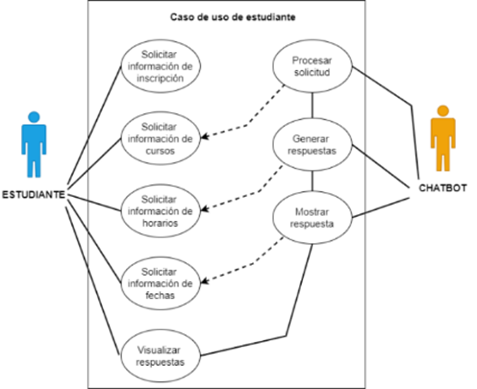 Caso de uso de estudiante
Solicitar
información de
inscripción
Procesar
solicitud
Solicitar
información de
cursos
Generar
respuestas
ESTUDIANTE
CHATBOT
Solicitar
información de
horarios
Mostrar
respuesta
Solicitar
información de
fechas
Visualizar
respuestas